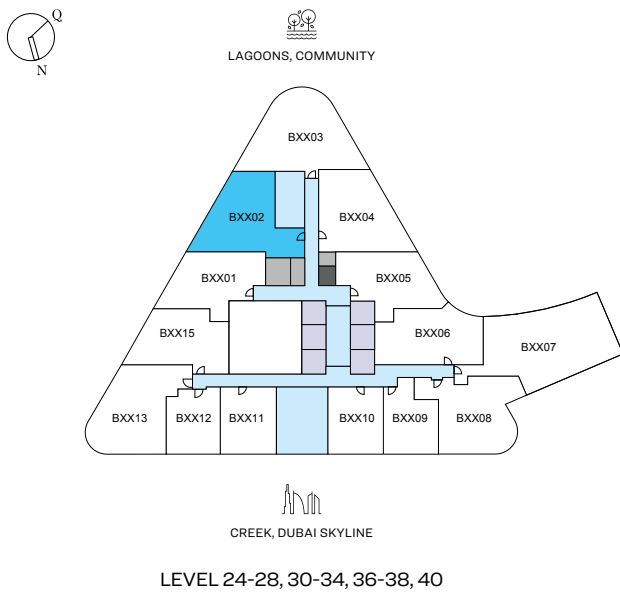 Q
N
LAGOONS, COMMUNITY
BXX03
BXX02
BXX04
BXX01
BXX05
BXX15
BXX06
BXX07
BXX13
BXX12
BXX11
BXX10
BXX09
BXX08
CREEK, DUBAI SKYLINE
LEVEL 24-28, 30-34, 36-38, 40